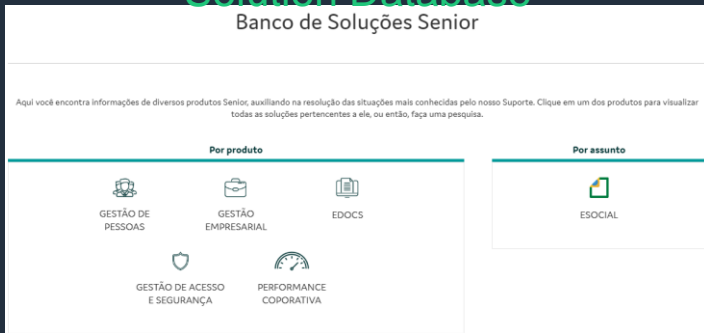 Solution Database
Banco de Soluções Senior
Aqui você encontra informações de diversos produtos Senior, auxiliando na resolução das situações mais conhecidas pelo nosso Suporte. Clique em um dos produtos para visualizar
todas as soluções pertencentes a ele, ou então, faça uma pesquisa.
Por produto
Por assunto
GESTÃO DE
PESSOAS
GESTÃO
EMPRESARIAL
EDOCS
ESOCIAL
GESTÃO DE ACESSO
E SEGURANÇA
PERFORMANCE
COPORATIVA